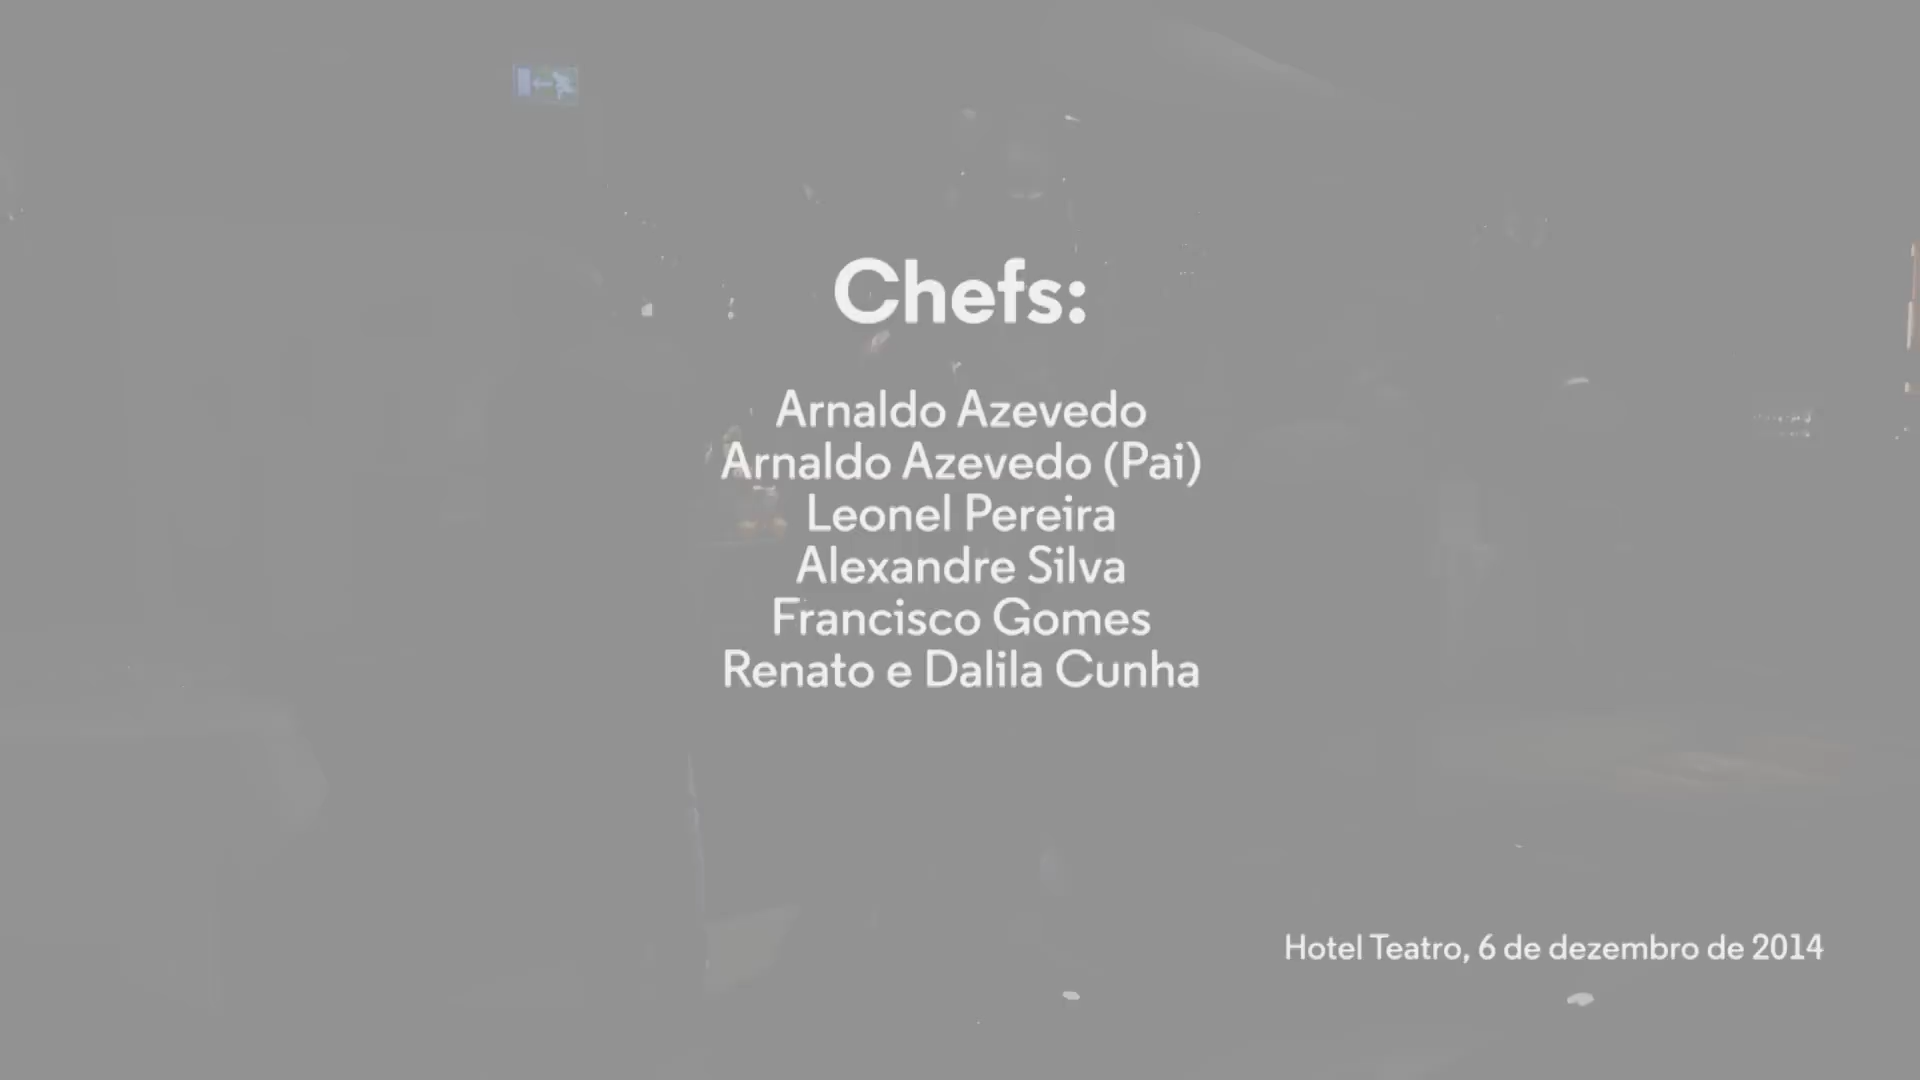 Chefs:
Arnaldo Azevedo
Arnaldo Azevedo (Pai)
Leonel Pereira
Alexandre Silva
Francisco Gomes
Renato e Dalila Cunha
Hotel Teatro, 6 de dezembro de 2014